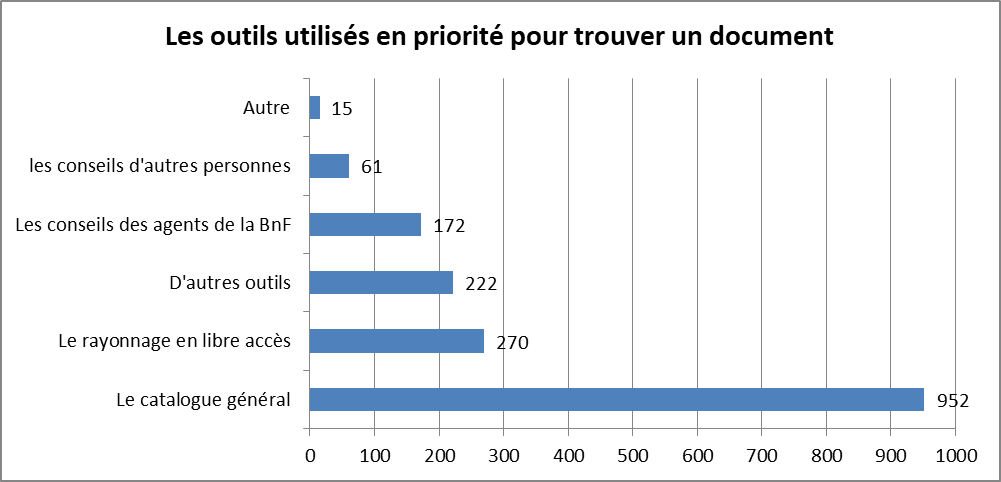 Les outils utilisés en priorité pour trouver un document
Autre 15
les conseils d'autres personnes 61
Les conseils des agents de la BnF 172
D'autres outils 222
Le rayonnage en libre accès 270
Le catalogue général 952
0 100 200 300 400 500 600 700 800 900 1000